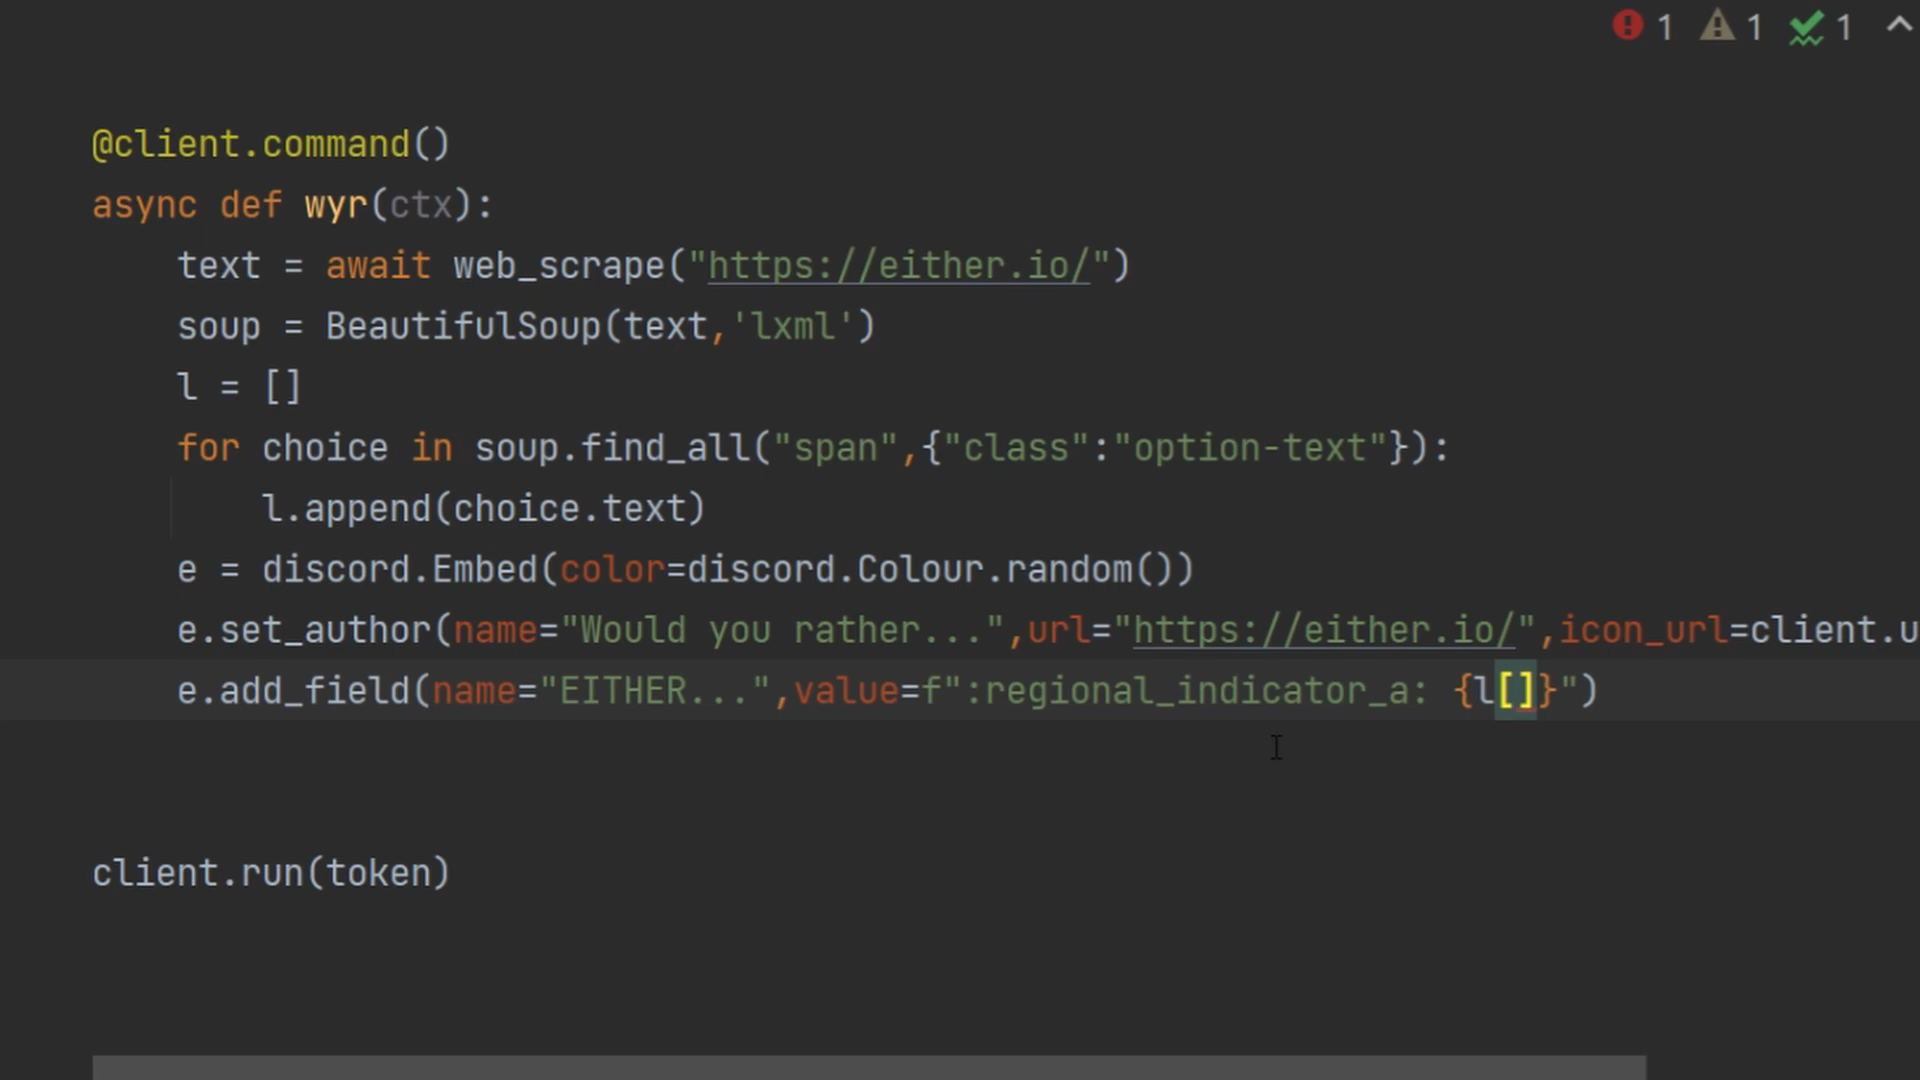 1 1 1
@client.command()
async def wyr(ctx):
text = await web_scrape("https://either.io/")
soup = BeautifulSoup(text,'lxml')
l = []
for choice in soup.find_all("span",{"class":"option-text"}):
l.append(choice.text)
e = discord.Embed(color=discord.Colour.random())
e.set_author(name="Would you rather...",url="https://either.io/",icon_url=client.u
e.add_field(name="EITHER...",value=f":regional_indicator_a: {l[]}")
client.run(token)